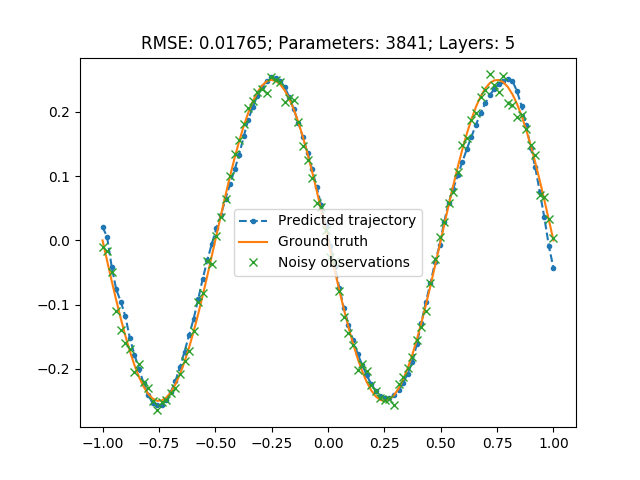 RMSE: 0.01765; Parameters: 3841; Layers: 5
0.2
0.1
0.0
−0.1
−0.2
Predicted trajectory
Ground truth
Noisy observations
−1.00 −0.75 −0.50 −0.25 0.00 0.25 0.50 0.75 1.00